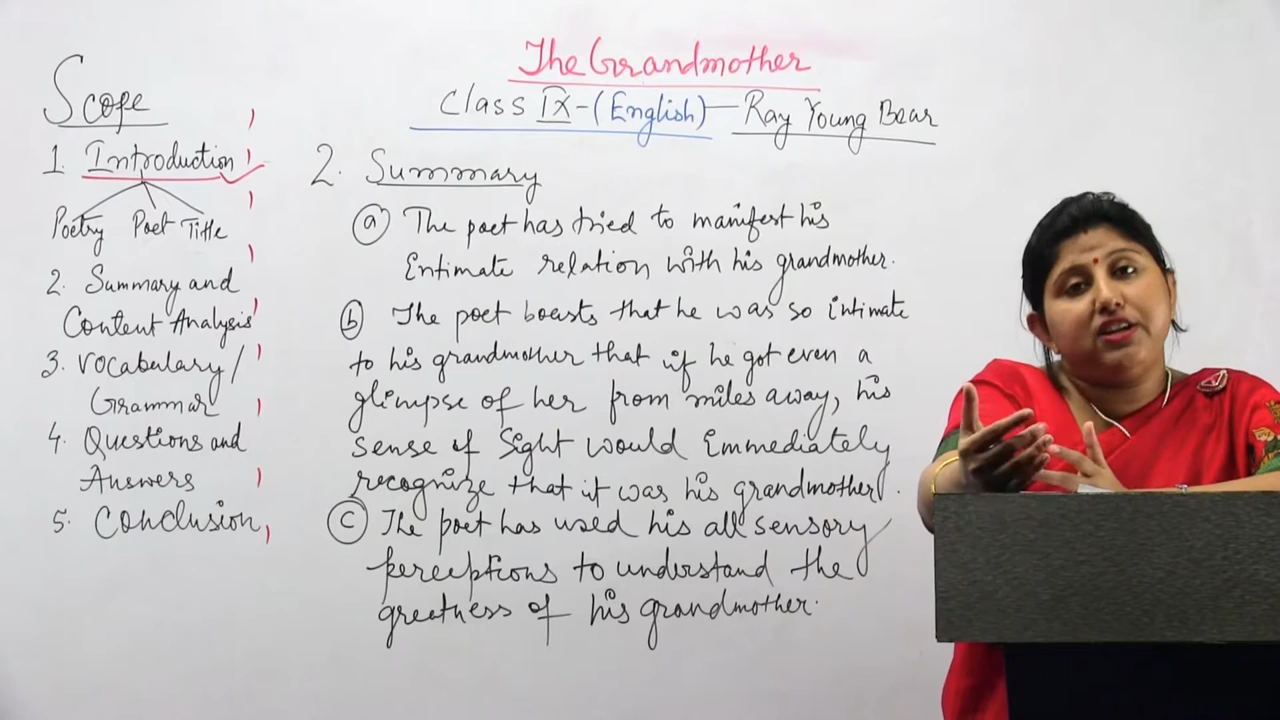 The Grandmother
Class IX - (English) - Ray Young Bear
Scope
1. Introduction
Poetry Poet Title
2. Summary and
Content Analysis
3. Vocabulary /
Grammar
4. Questions and
Answers
5. Conclusion
2. Summary
(a) The poet has tried to manifest his
Entimate relation with his grandmother.
(b) The poet boasts that he was so intimate
to his grandmother that if he got even a
glimpse of her from miles away, his
sense of sight would immediately
recognize that it was his grandmother.
(c) The poet has used his all sensory
perceptions to understand the
greatness of his grandmother.